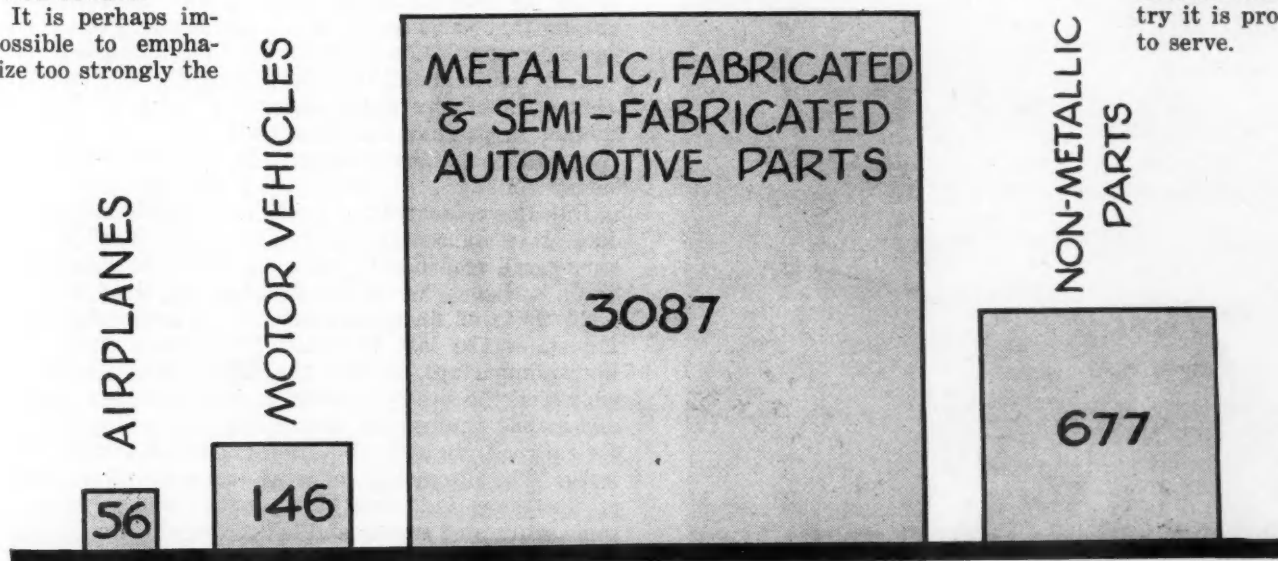 It is perhaps im-
ossible to empha-
ize too strongly the
try it is pro
to serve.
AIRPLANES
56
MOTOR VEHICLES
146
METALLIC, FABRICATED
& SEMI-FABRICATED
AUTOMOTIVE PARTS
3087
NON-METALLIC
PARTS
677